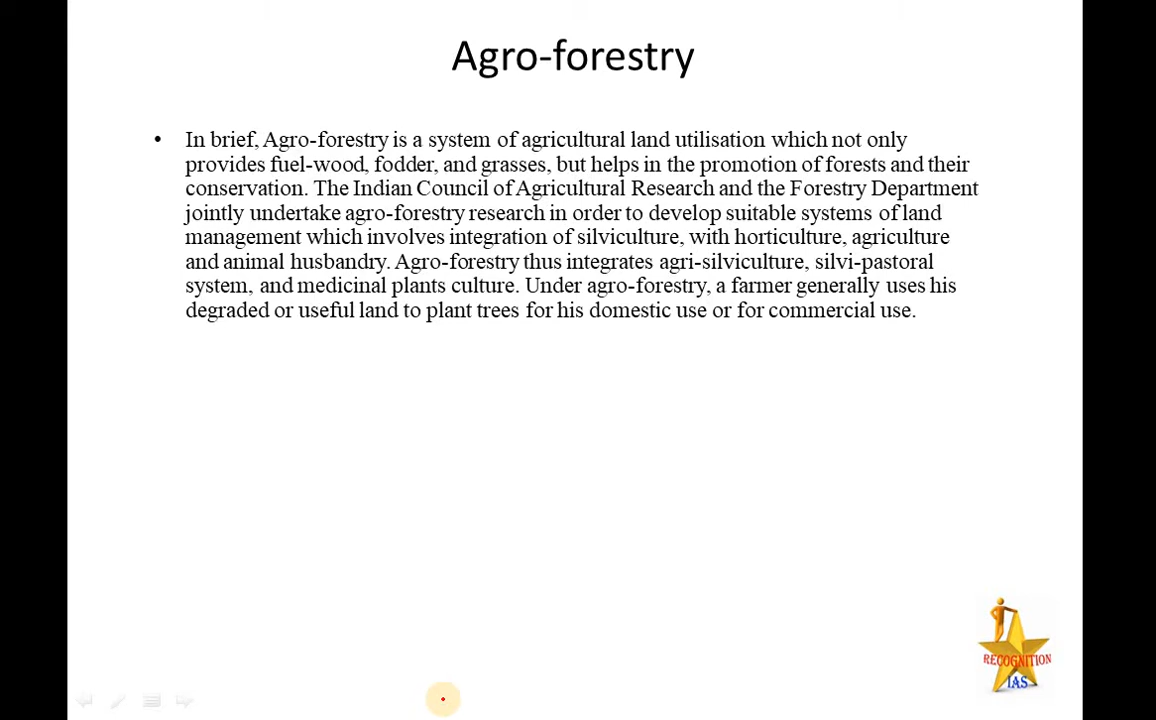 Agro-forestry
• In brief, Agro-forestry is a system of agricultural land utilisation which not only
provides fuel-wood, fodder, and grasses, but helps in the promotion of forests and their
conservation. The Indian Council of Agricultural Research and the Forestry Department
jointly undertake agro-forestry research in order to develop suitable systems of land
management which involves integration of silviculture, with horticulture, agriculture
and animal husbandry. Agro-forestry thus integrates agri-silviculture, silvi-pastoral
system, and medicinal plants culture. Under agro-forestry, a farmer generally uses his
degraded or useful land to plant trees for his domestic use or for commercial use.
RECOGNITION
IAS